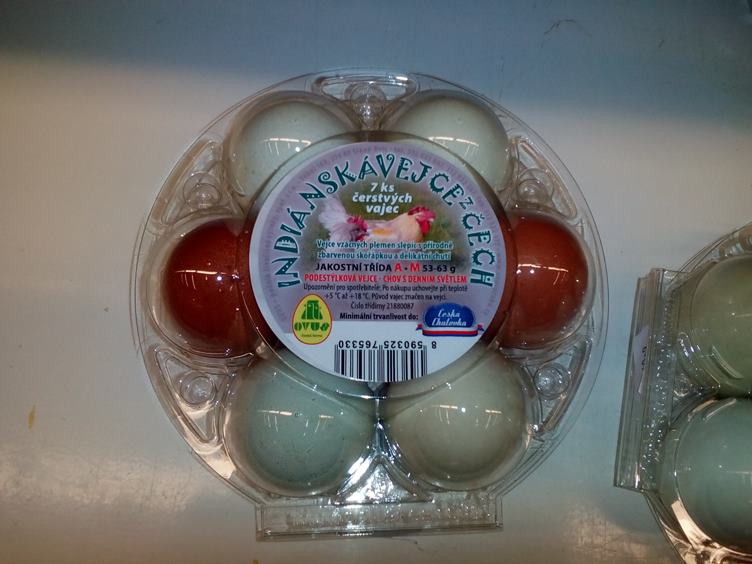 INDIÁNSKÁ VEJCE z ČECH
7 ks
čerstvých
vajec
Vejce vzácných plemen slepic s přírodně
zbarvenou skořápkou a delikátní chutí
JAKOSTNÍ TŘÍDA A - M 53-63 g
PODESTÝLKOVÁ VEJCE - CHOV S DENNÍM SVĚTLEM
Upozornění pro spotřebitele: Po nákupu uchovejte při teplotě
+5 °C až +18 °C. Původ vajec značen na vejci.
Číslo třídírny 21880087
Minimální trvanlivost do:
OVUS
Česká
Chuťovka
8 590325 765330